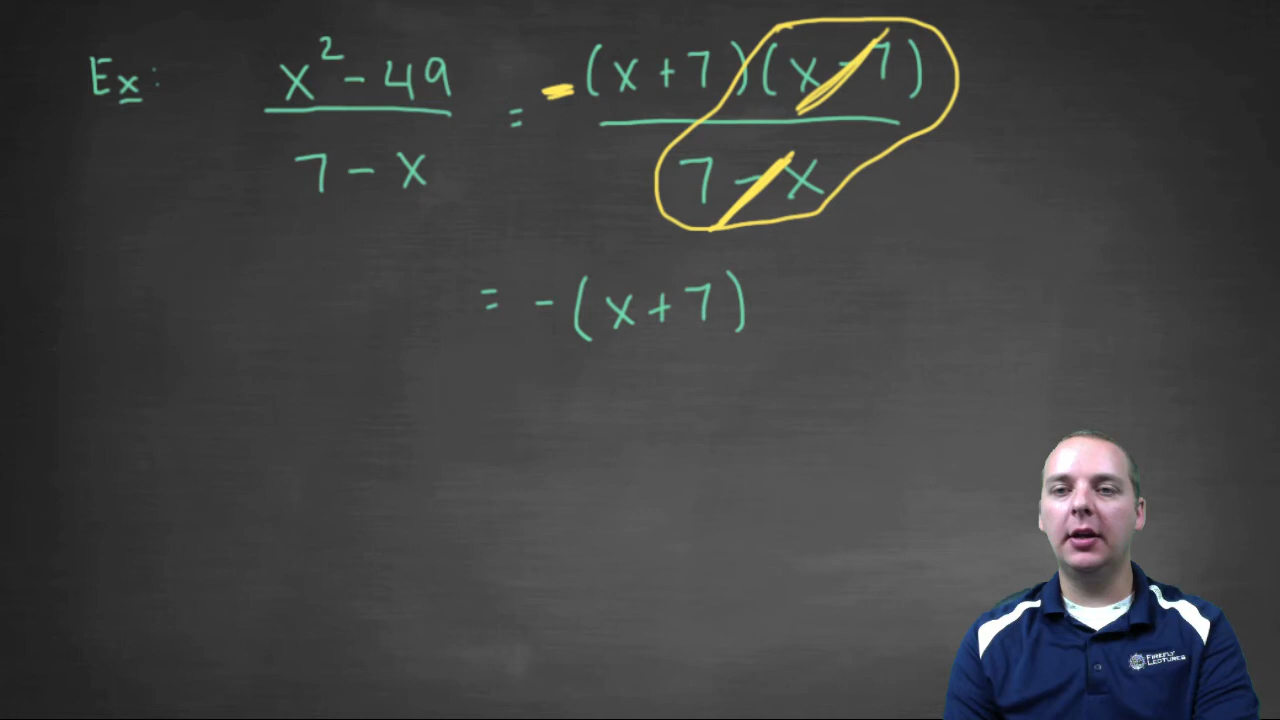 Ex: x² - 49 / 7 - x = -(x + 7)(x - 7) / 7 - x
= -(x + 7)
FIREFLY LECTURES